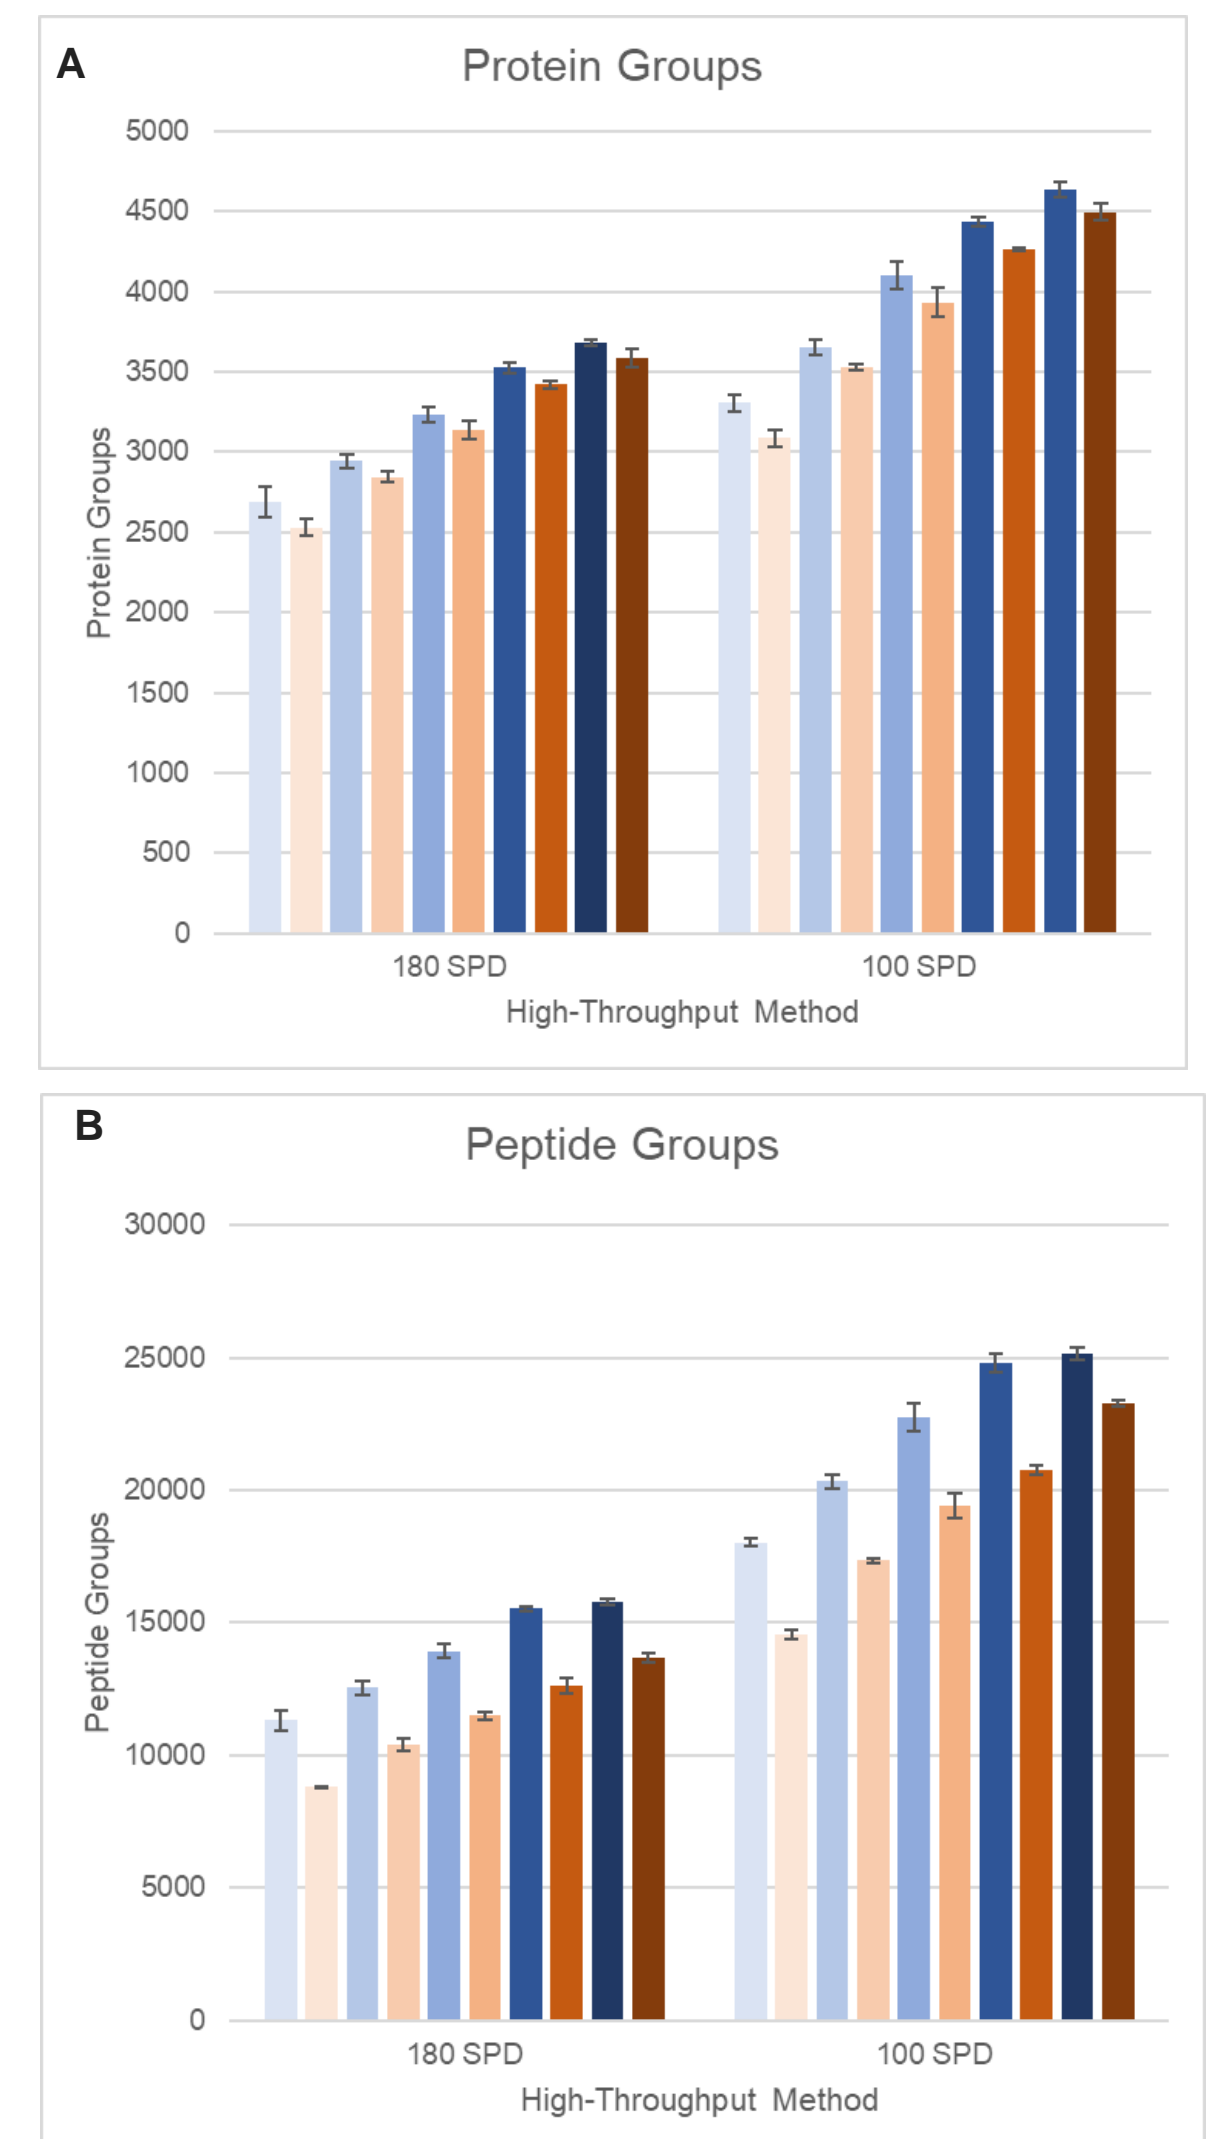 A
Protein Groups
5000
4500
4000
3500
3000
2500
2000
1500
1000
500
0
Protein Groups
180 SPD 100 SPD
High-Throughput Method
B
Peptide Groups
30000
25000
20000
15000
10000
5000
0
Peptide Groups
180 SPD 100 SPD
High-Throughput Method